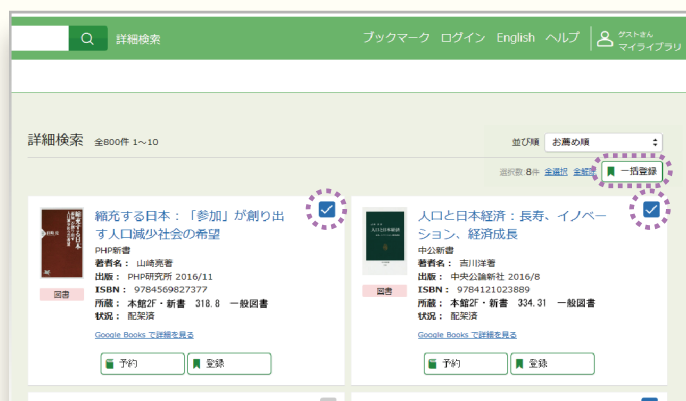 詳細検索
ブックマーク ログイン English ヘルプ
ゲストさん
マイライブラリ
詳細検索 全800件 1～10
並び順 お薦め順
選択数 8件 全選択 全解除 一括登録
縮充する日本：「参加」が創り出
す人口減少社会の希望
PHP新書
著者名： 山崎亮著
出版： PHP研究所 2016/11
ISBN： 9784569827377
所蔵： 本館2F・新書 318.8 一般図書
状況： 配架済
Google Books で詳細を見る
図書
予約 登録
人口と日本経済：長寿、イノベー
ション、経済成長
中公新書
著者名： 吉川洋著
出版： 中央公論新社 2016/8
ISBN： 9784121023889
所蔵： 本館2F・新書 334.31 一般図書
状況： 配架済
Google Books で詳細を見る
図書
予約 登録